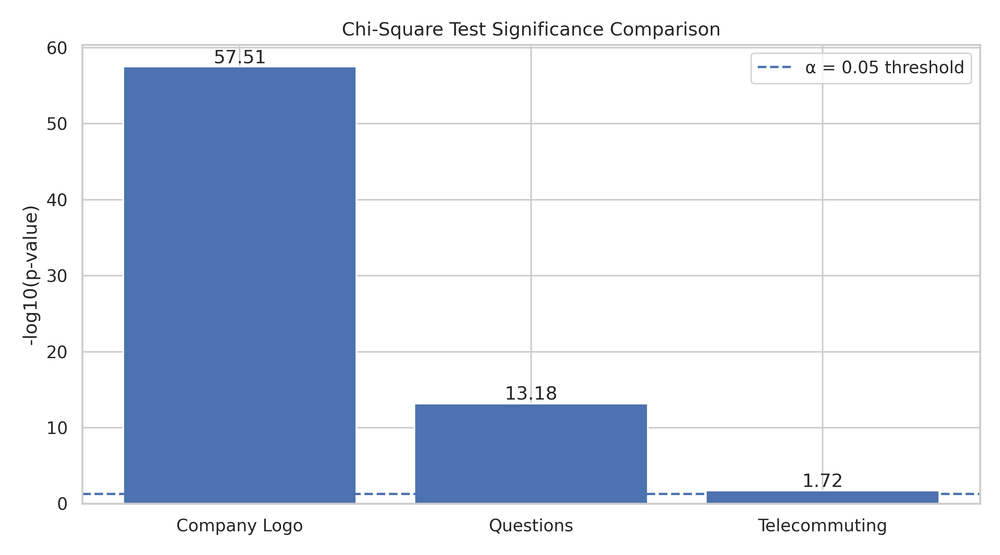 Chi-Square Test Significance Comparison
α = 0.05 threshold
-log10(p-value)
60
50
40
30
20
10
0
57.51
13.18
1.72
Company Logo
Questions
Telecommuting